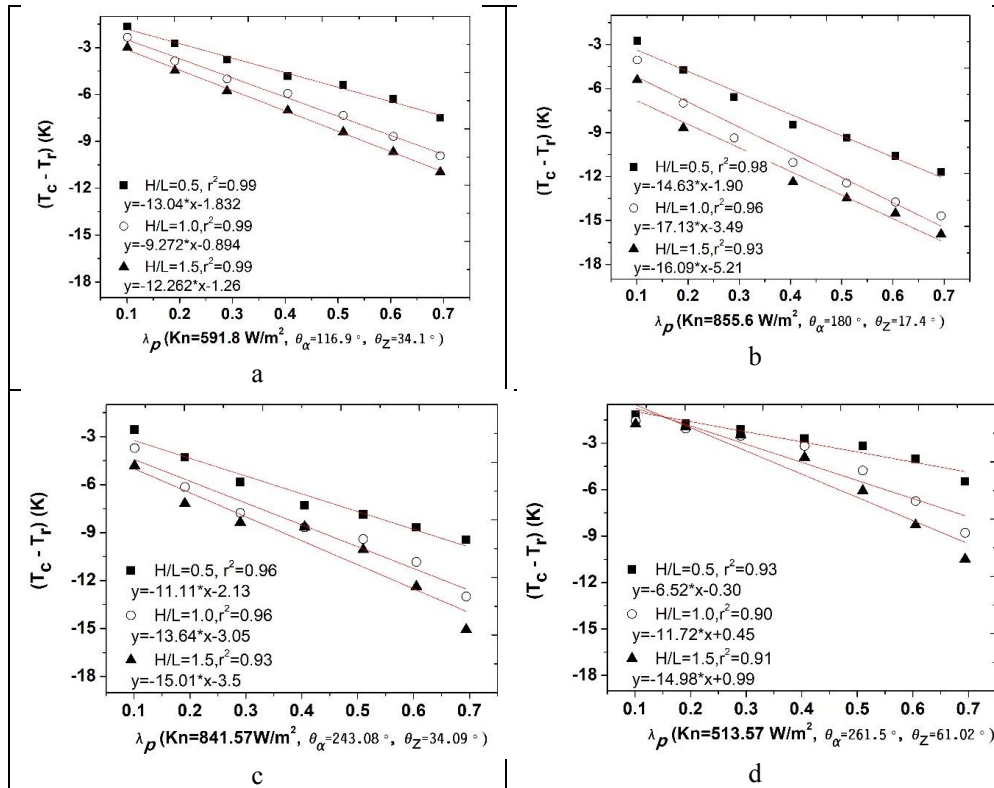 -3
-6
-9
-12
-15
-18
(T_c - T_r) (K)
H/L=0.5, r²=0.99
y=-13.04*x-1.832
H/L=1.0,r²=0.99
y=-9.272*x-0.894
H/L=1.5,r²=0.99
y=-12.262*x-1.26
0.1 0.2 0.3 0.4 0.5 0.6 0.7
λ_p (Kn=591.8 W/m², θ_α=116.9°, θ_Z=34.1°)
a
-3
-6
-9
-12
-15
-18
(T_c - T_r) (K)
H/L=0.5, r²=0.98
y=-14.63*x-1.90
H/L=1.0,r²=0.96
y=-17.13*x-3.49
H/L=1.5,r²=0.93
y=-16.09*x-5.21
0.1 0.2 0.3 0.4 0.5 0.6 0.7
λ_p (Kn=855.6 W/m², θ_α=180°, θ_Z=17.4°)
b
-3
-6
-9
-12
-15
-18
(T_c - T_r) (K)
H/L=0.5, r²=0.96
y=-11.11*x-2.13
H/L=1.0,r²=0.96
y=-13.64*x-3.05
H/L=1.5,r²=0.93
y=-15.01*x-3.5
0.1 0.2 0.3 0.4 0.5 0.6 0.7
λ_p (Kn=841.57W/m², θ_α=243.08°, θ_Z=34.09°)
c
-3
-6
-9
-12
-15
-18
(T_c - T_r) (K)
H/L=0.5, r²=0.93
y=-6.52*x-0.30
H/L=1.0,r²=0.90
y=-11.72*x+0.45
H/L=1.5,r²=0.91
y=-14.98*x+0.99
0.1 0.2 0.3 0.4 0.5 0.6 0.7
λ_p (Kn=513.57 W/m², θ_α=261.5°, θ_Z=61.02°)
d